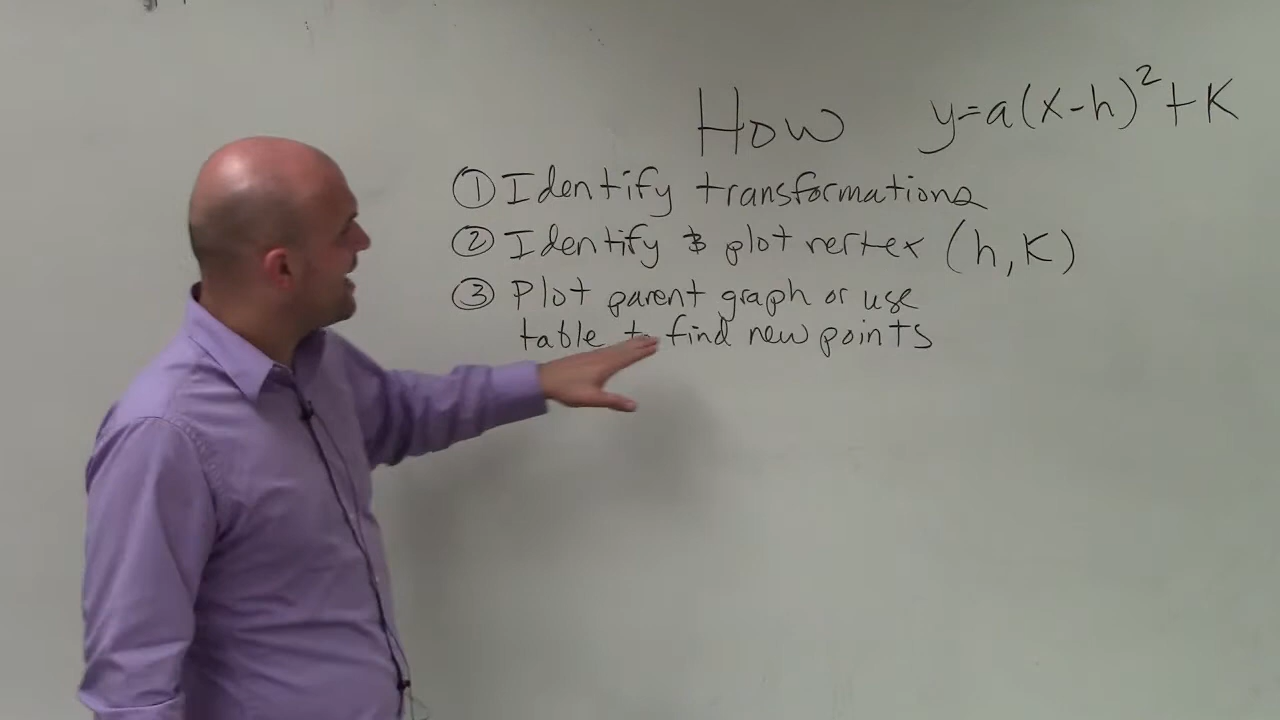 How y=a(x-h)²+K
① Identify transformations
② Identify & plot vertex (h,K)
③ Plot parent graph or use
table to find new points